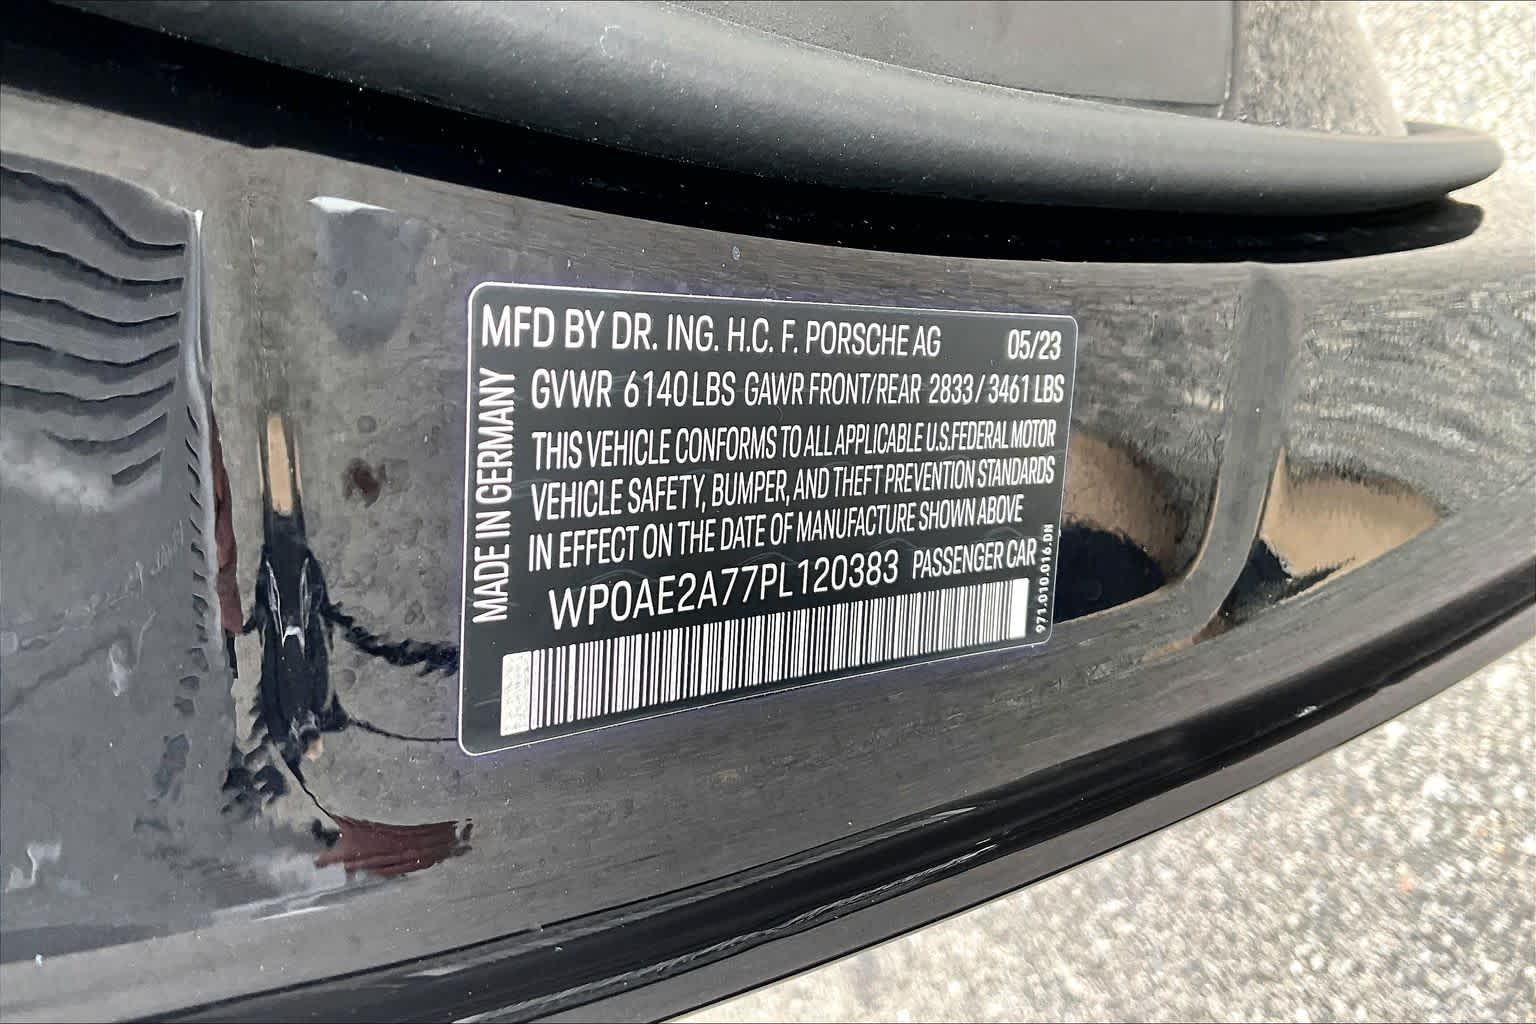 MFD BY DR. ING. H.C. F. PORSCHE AG 05/23
GVWR 6140 LBS GAWR FRONT/REAR 2833 / 3461 LBS
THIS VEHICLE CONFORMS TO ALL APPLICABLE U.S.FEDERAL MOTOR
VEHICLE SAFETY, BUMPER, AND THEFT PREVENTION STANDARDS
IN EFFECT ON THE DATE OF MANUFACTURE SHOWN ABOVE
WP0AE2A77PL120383 PASSENGER CAR
MADE IN GERMANY
971.010.016.DN